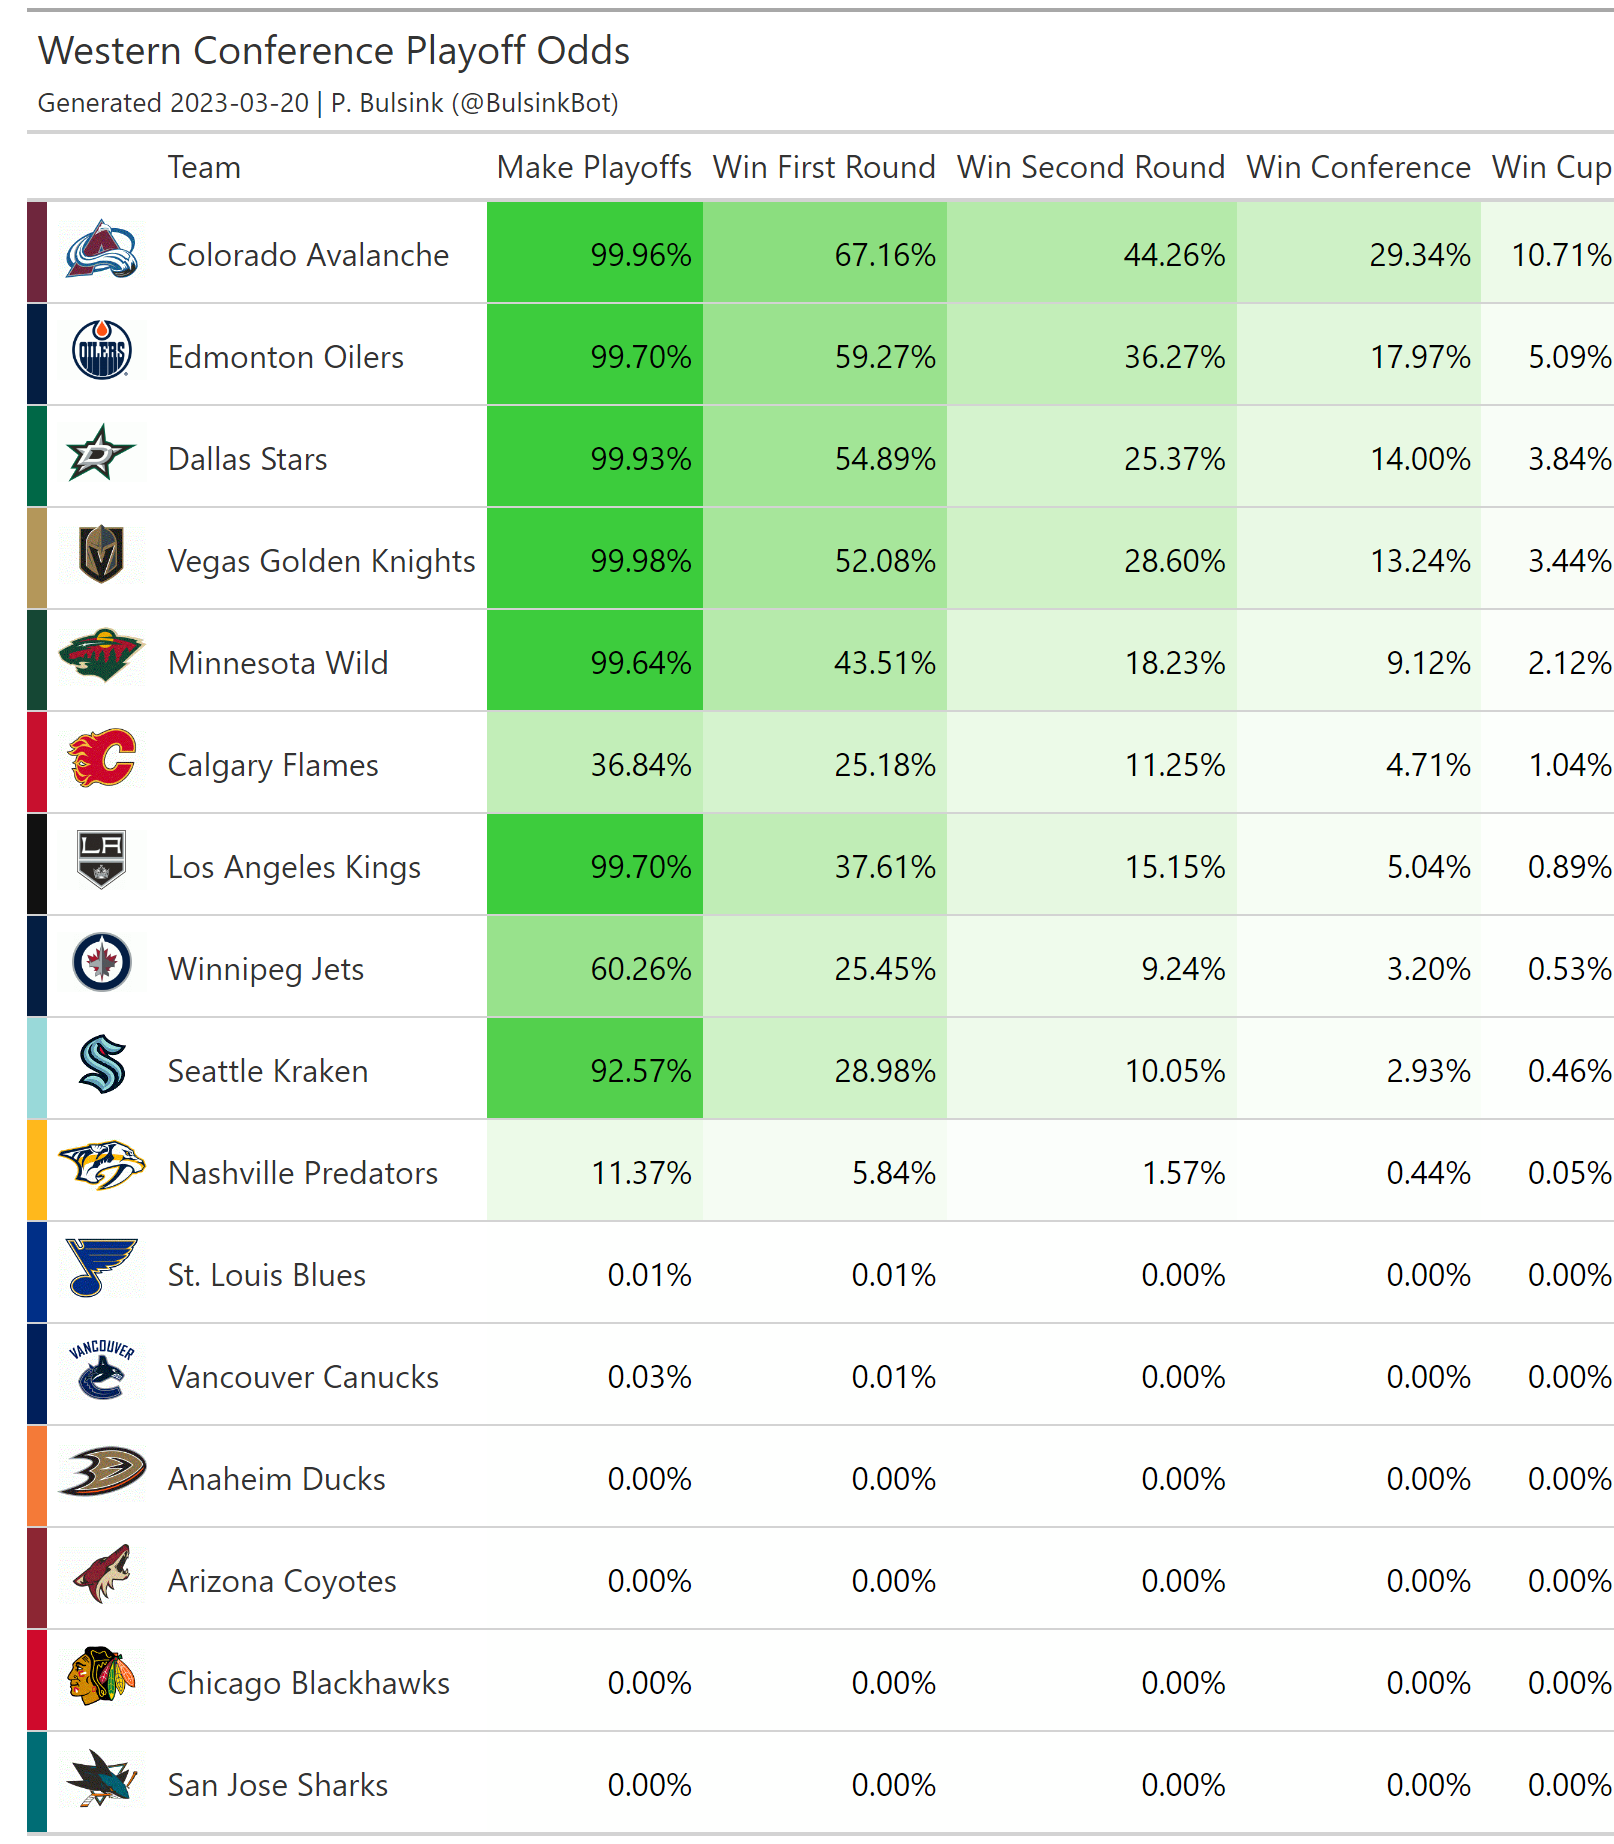 Western Conference Playoff Odds
Generated 2023-03-20 | P. Bulsink (@BulsinkBot)
Team Make Playoffs Win First Round Win Second Round Win Conference Win Cup
Colorado Avalanche 99.96% 67.16% 44.26% 29.34% 10.71%
OILERS Edmonton Oilers 99.70% 59.27% 36.27% 17.97% 5.09%
D Dallas Stars 99.93% 54.89% 25.37% 14.00% 3.84%
Vegas Golden Knights 99.98% 52.08% 28.60% 13.24% 3.44%
Minnesota Wild 99.64% 43.51% 18.23% 9.12% 2.12%
C Calgary Flames 36.84% 25.18% 11.25% 4.71% 1.04%
LA Los Angeles Kings 99.70% 37.61% 15.15% 5.04% 0.89%
Winnipeg Jets 60.26% 25.45% 9.24% 3.20% 0.53%
S Seattle Kraken 92.57% 28.98% 10.05% 2.93% 0.46%
Nashville Predators 11.37% 5.84% 1.57% 0.44% 0.05%
St. Louis Blues 0.01% 0.01% 0.00% 0.00% 0.00%
VANCOUVER Vancouver Canucks 0.03% 0.01% 0.00% 0.00% 0.00%
Anaheim Ducks 0.00% 0.00% 0.00% 0.00% 0.00%
Arizona Coyotes 0.00% 0.00% 0.00% 0.00% 0.00%
Chicago Blackhawks 0.00% 0.00% 0.00% 0.00% 0.00%
San Jose Sharks 0.00% 0.00% 0.00% 0.00% 0.00%